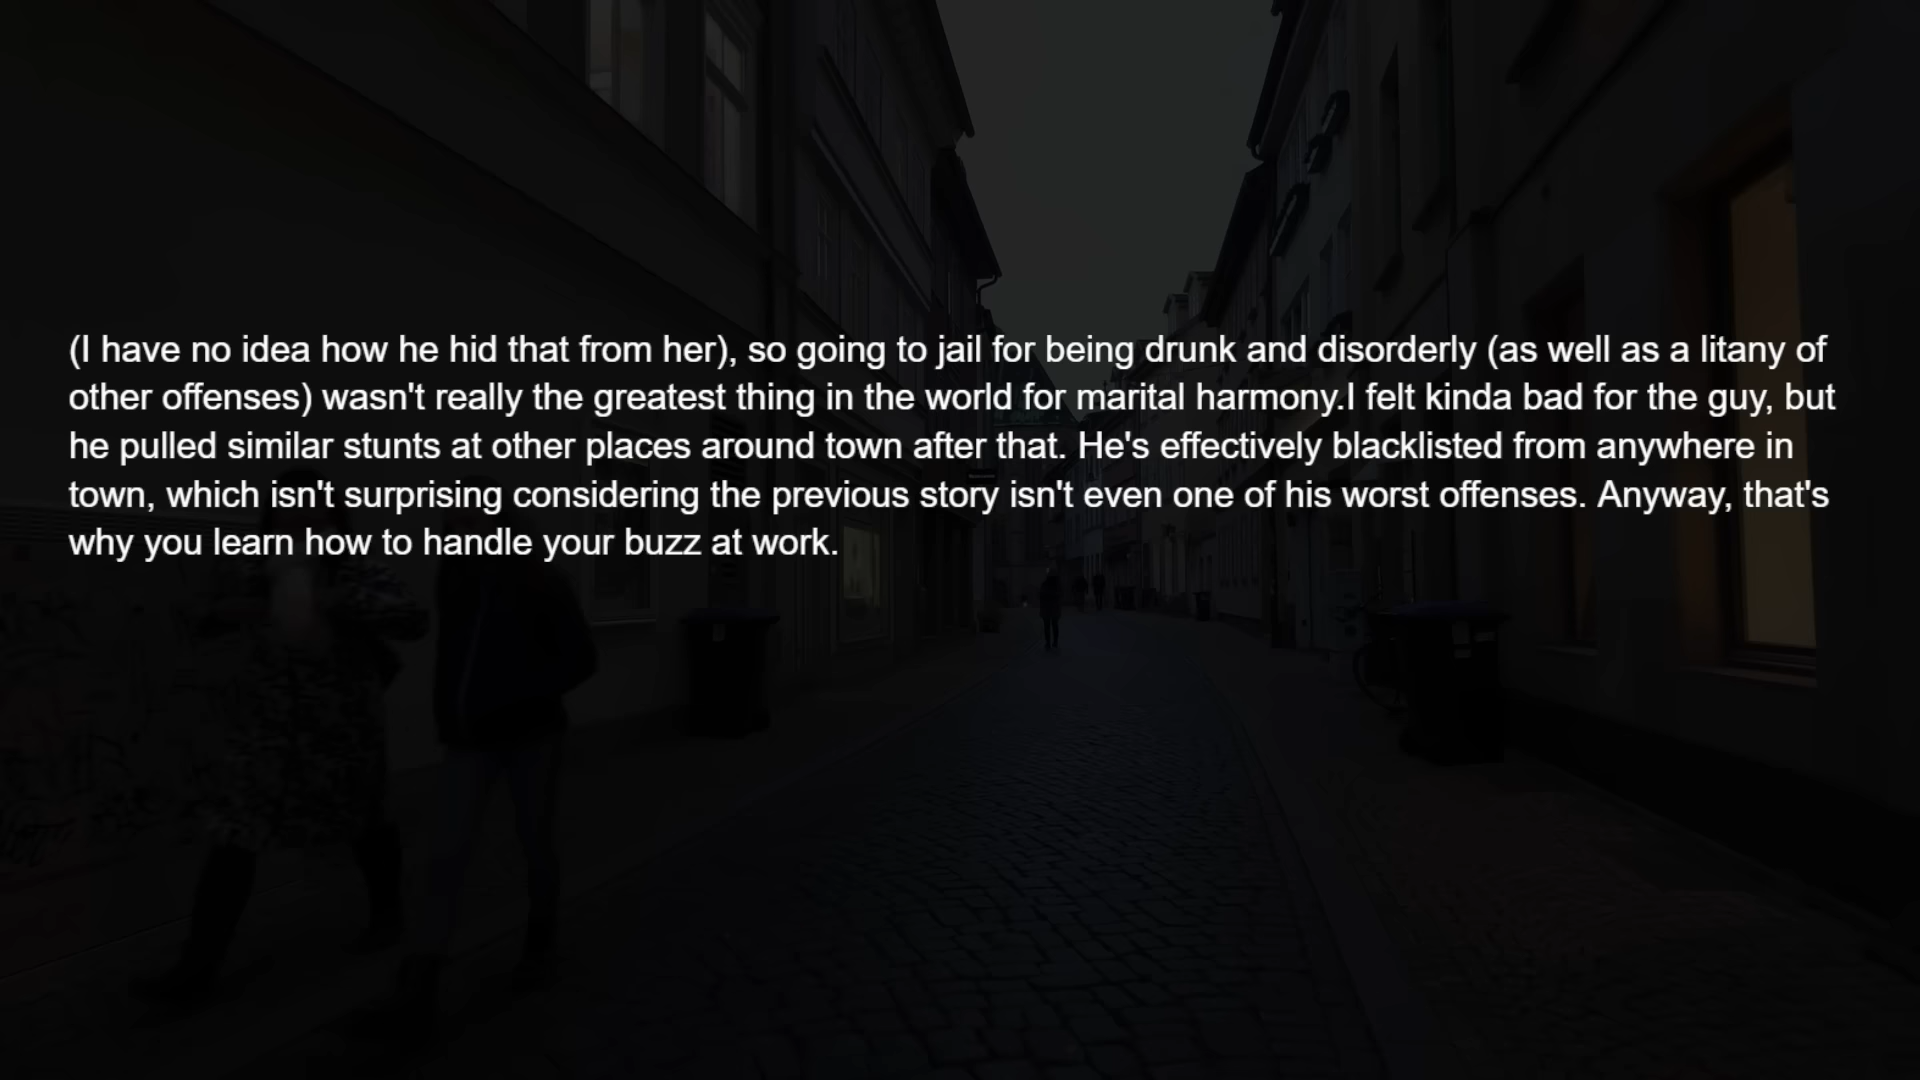 (I have no idea how he hid that from her), so going to jail for being drunk and disorderly (as well as a litany of
other offenses) wasn't really the greatest thing in the world for marital harmony.I felt kinda bad for the guy, but
he pulled similar stunts at other places around town after that. He's effectively blacklisted from anywhere in
town, which isn't surprising considering the previous story isn't even one of his worst offenses. Anyway, that's
why you learn how to handle your buzz at work.